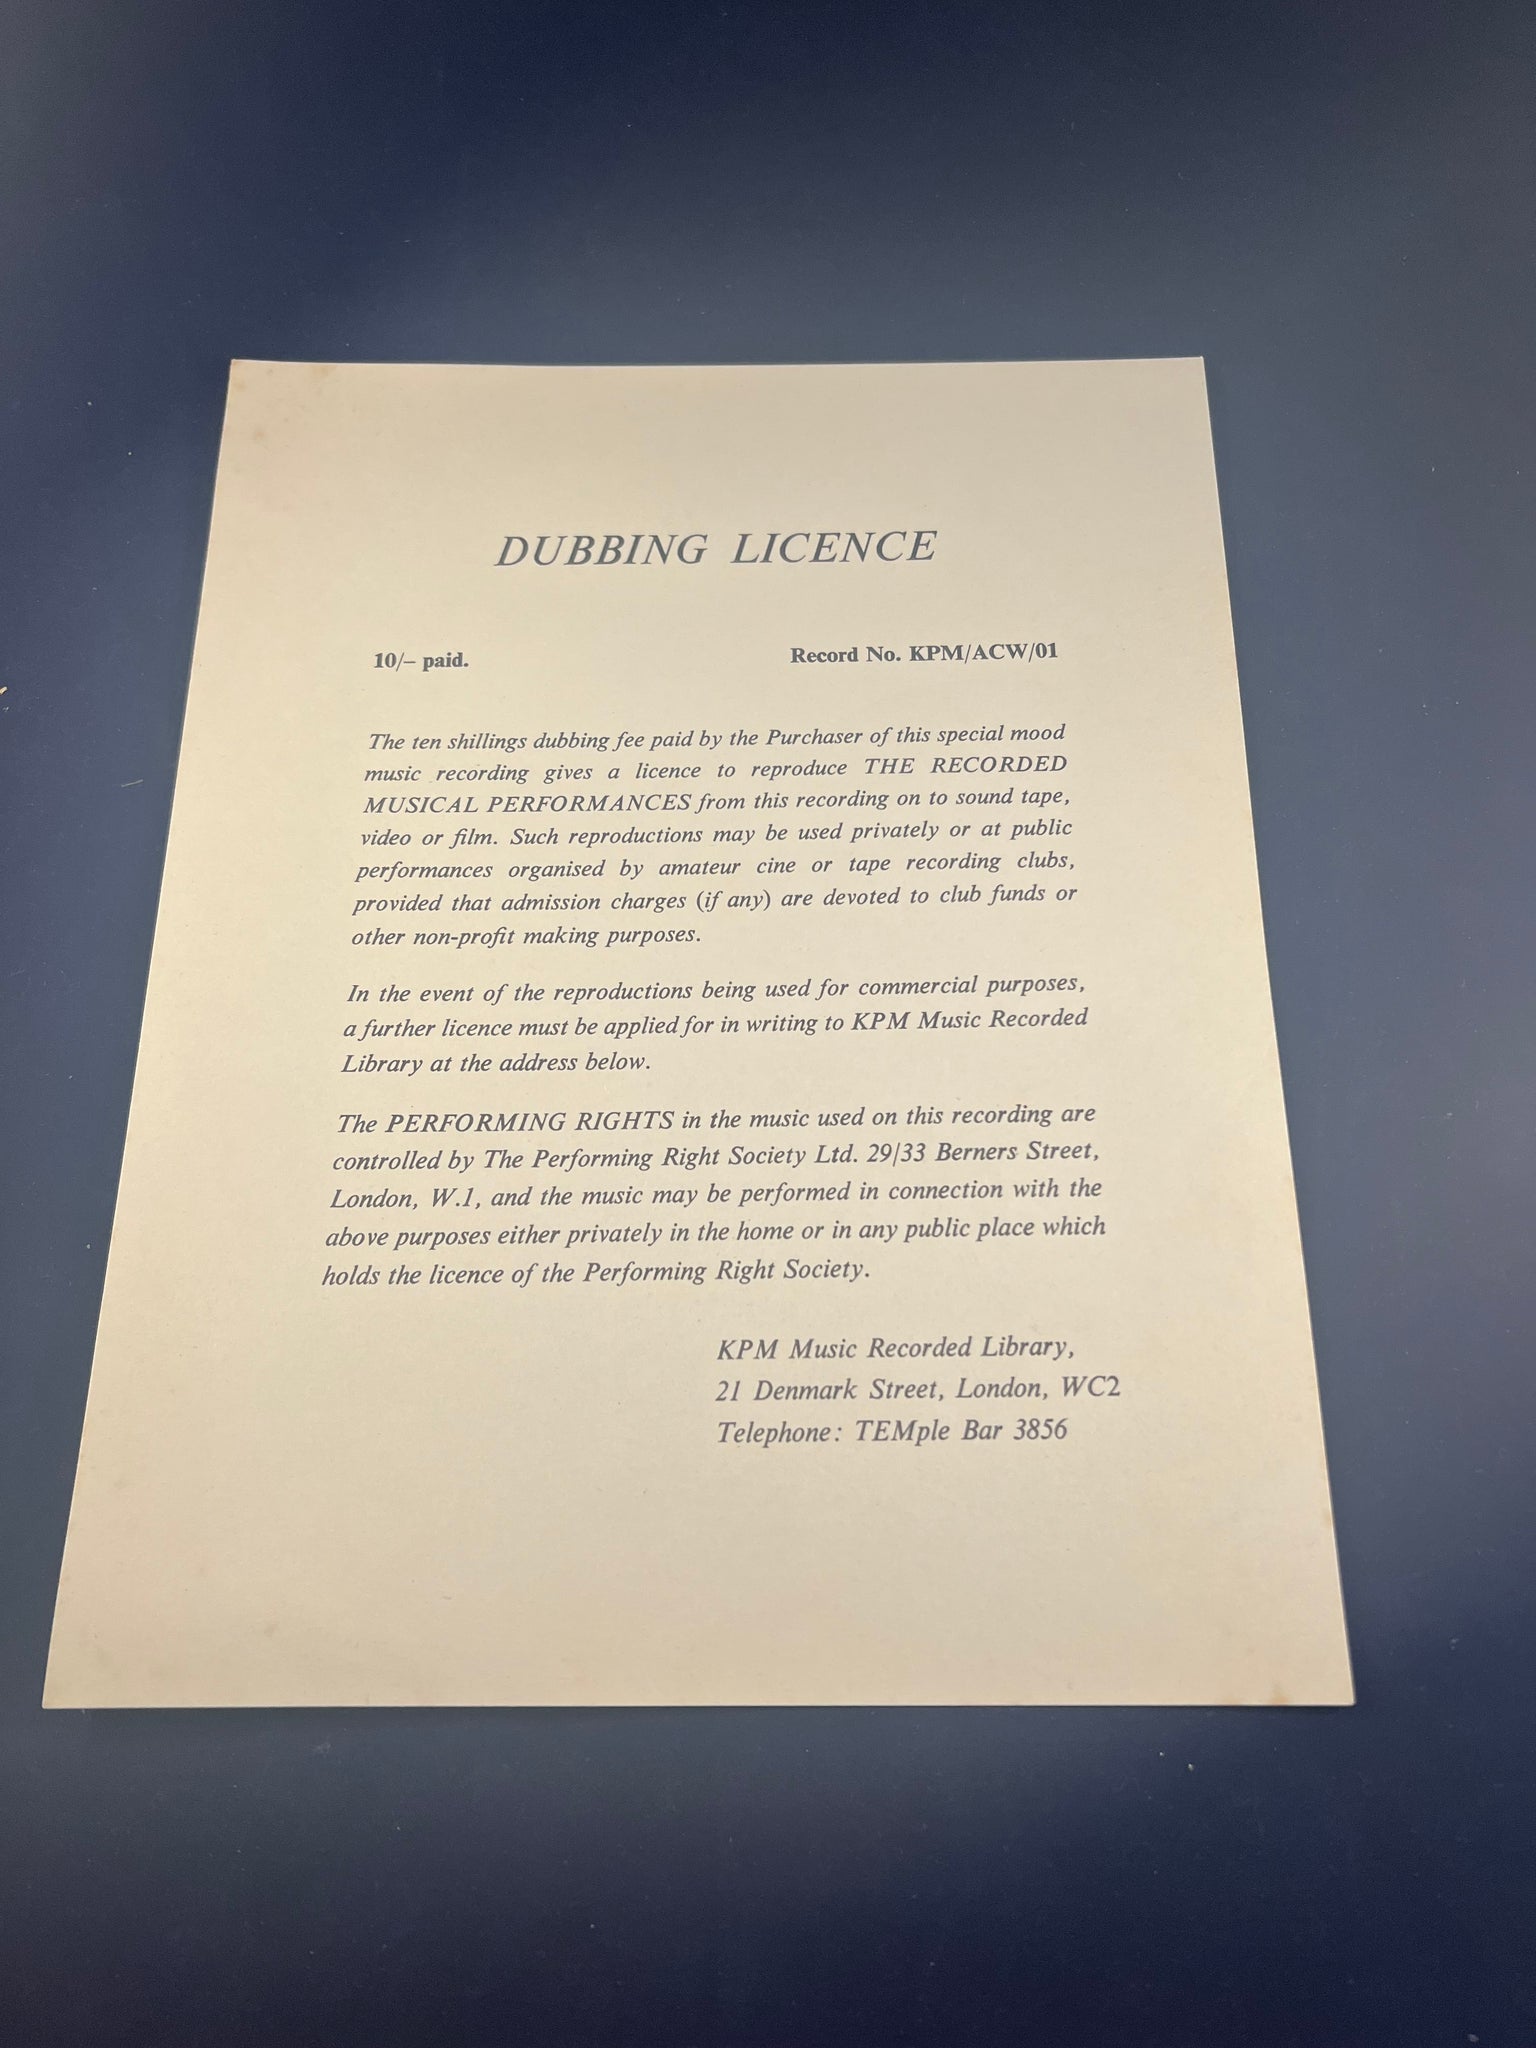 DUBBING LICENCE
10/– paid.
Record No. KPM/ACW/01
The ten shillings dubbing fee paid by the Purchaser of this special mood
music recording gives a licence to reproduce THE RECORDED
MUSICAL PERFORMANCES from this recording on to sound tape,
video or film. Such reproductions may be used privately or at public
performances organised by amateur cine or tape recording clubs,
provided that admission charges (if any) are devoted to club funds or
other non-profit making purposes.
In the event of the reproductions being used for commercial purposes,
a further licence must be applied for in writing to KPM Music Recorded
Library at the address below.
The PERFORMING RIGHTS in the music used on this recording are
controlled by The Performing Right Society Ltd. 29/33 Berners Street,
London, W.1, and the music may be performed in connection with the
above purposes either privately in the home or in any public place which
holds the licence of the Performing Right Society.
KPM Music Recorded Library,
21 Denmark Street, London, WC2
Telephone: TEMple Bar 3856